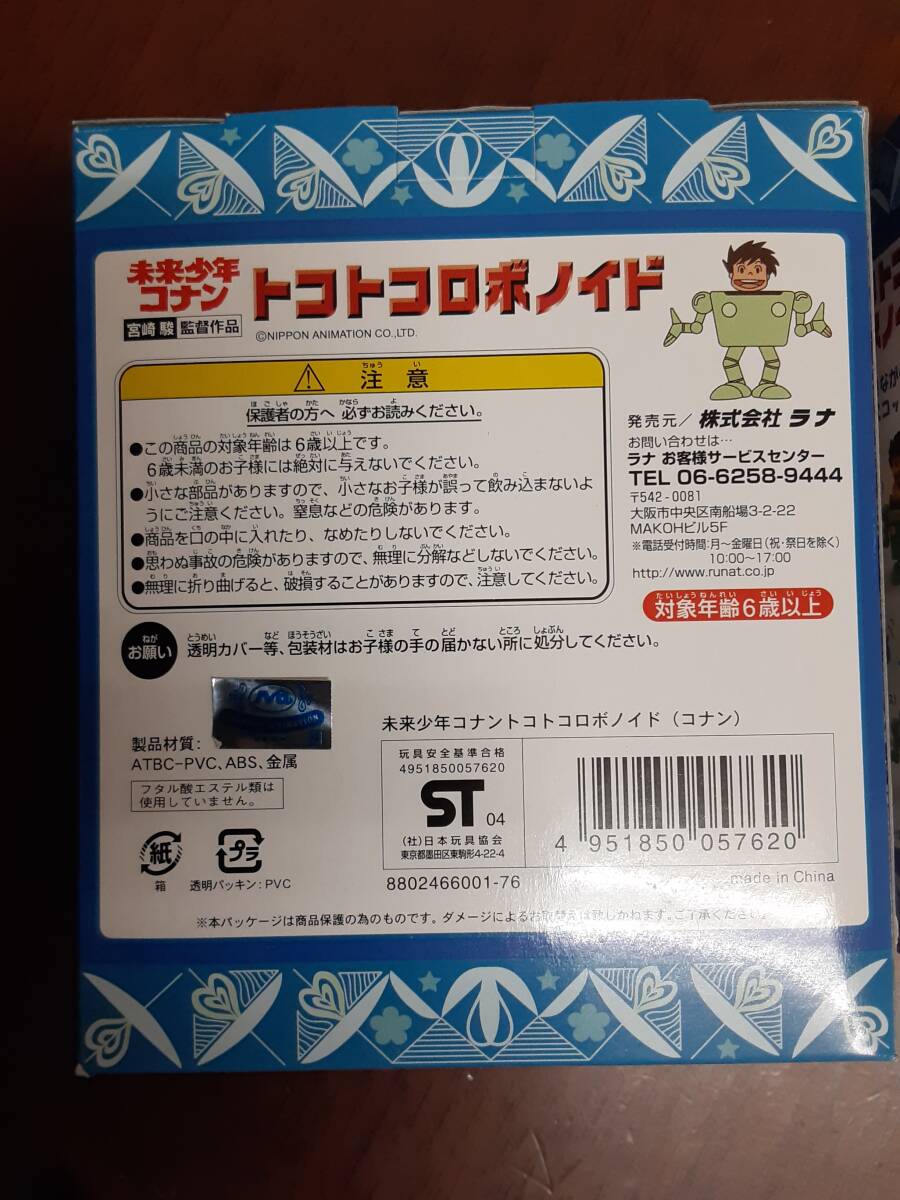 未来少年
コナン
宮崎 駿 監督作品
トコトコロボノイド
©NIPPON ANIMATION CO.,LTD.
注意
保護者の方へ 必ずお読みください。
●この商品の対象年齢は6歳以上です。
6歳未満のお子様には絶対に与えないでください。
●小さな部品がありますので、小さなお子様が誤って飲み込まないよ
うにご注意ください。窒息などの危険があります。
●商品を口の中に入れたり、なめたりしないでください。
●思わぬ事故の危険がありますので、無理に分解などしないでください。
●無理に折り曲げると、破損することがありますので、注意してください。
発売元/株式会社 ラナ
お問い合わせは…
ラナ お客様サービスセンター
TEL 06-6258-9444
〒542-0081
大阪市中央区南船場3-2-22
MAKOHビル5F
※電話受付時間:月〜金曜日(祝・祭日を除く)
10:00〜17:00
http://www.runat.co.jp
対象年齢6歳以上
お願い 透明カバー等、包装材はお子様の手の届かない所に処分してください。
製品材質:
ATBC-PVC、ABS、金属
フタル酸エステル類は
使用していません。
紙
箱
プラ
透明パッキン:PVC
未来少年コナントコトコロボノイド(コナン)
玩具安全基準合格
4951850057620
ST 04
(社)日本玩具協会
東京都墨田区東駒形4-22-4
4 951850 057620
8802466001-76
made in China
※本パッケージは商品保護の為のものです。ダメージによるお取替えは致しかねます。ご了承ください。